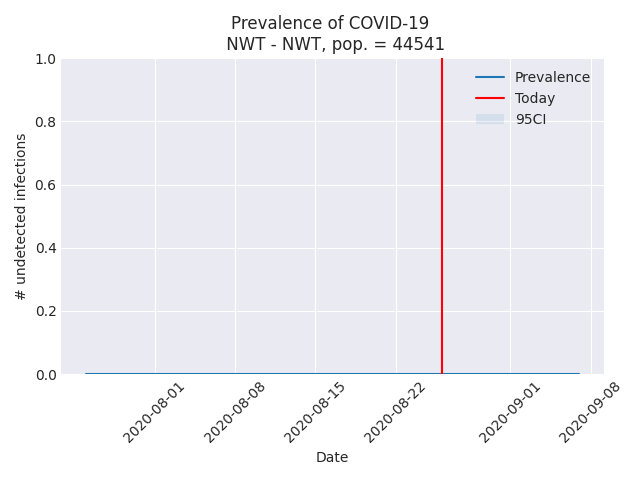 Prevalence of COVID-19
NWT - NWT, pop. = 44541
Prevalence
Today
95CI
1.0
0.8
0.6
0.4
0.2
0.0
# undetected infections
2020-08-01
2020-08-08
2020-08-15
2020-08-22
2020-09-01
2020-09-08
Date